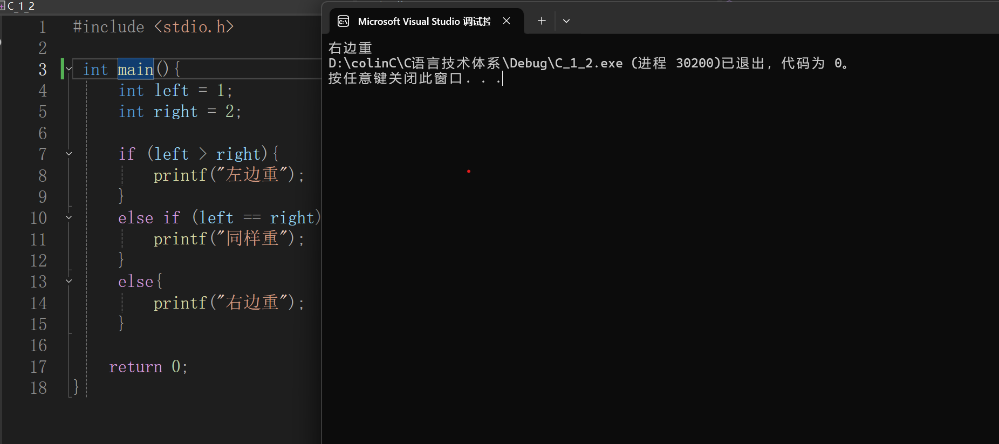 C_1_2
1 #include <stdio.h>
2
3 int main(){
4 int left = 1;
5 int right = 2;
6
7 if (left > right){
8 printf("左边重");
9 }
10 else if (left == right)
11 printf("同样重");
12 }
13 else{
14 printf("右边重");
15 }
16
17 return 0;
18 }
Microsoft Visual Studio 调试控
右边重
D:\colinC\C语言技术体系\Debug\C_1_2.exe (进程 30200)已退出，代码为 0。
按任意键关闭此窗口. . .